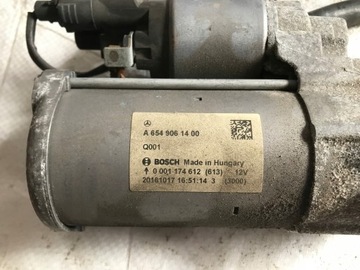 A 654 906 14 00
Q001
BOSCH Made in Hungary
0 001 174 612 (613) 12V
20161017 16:51:14 3 (3000)